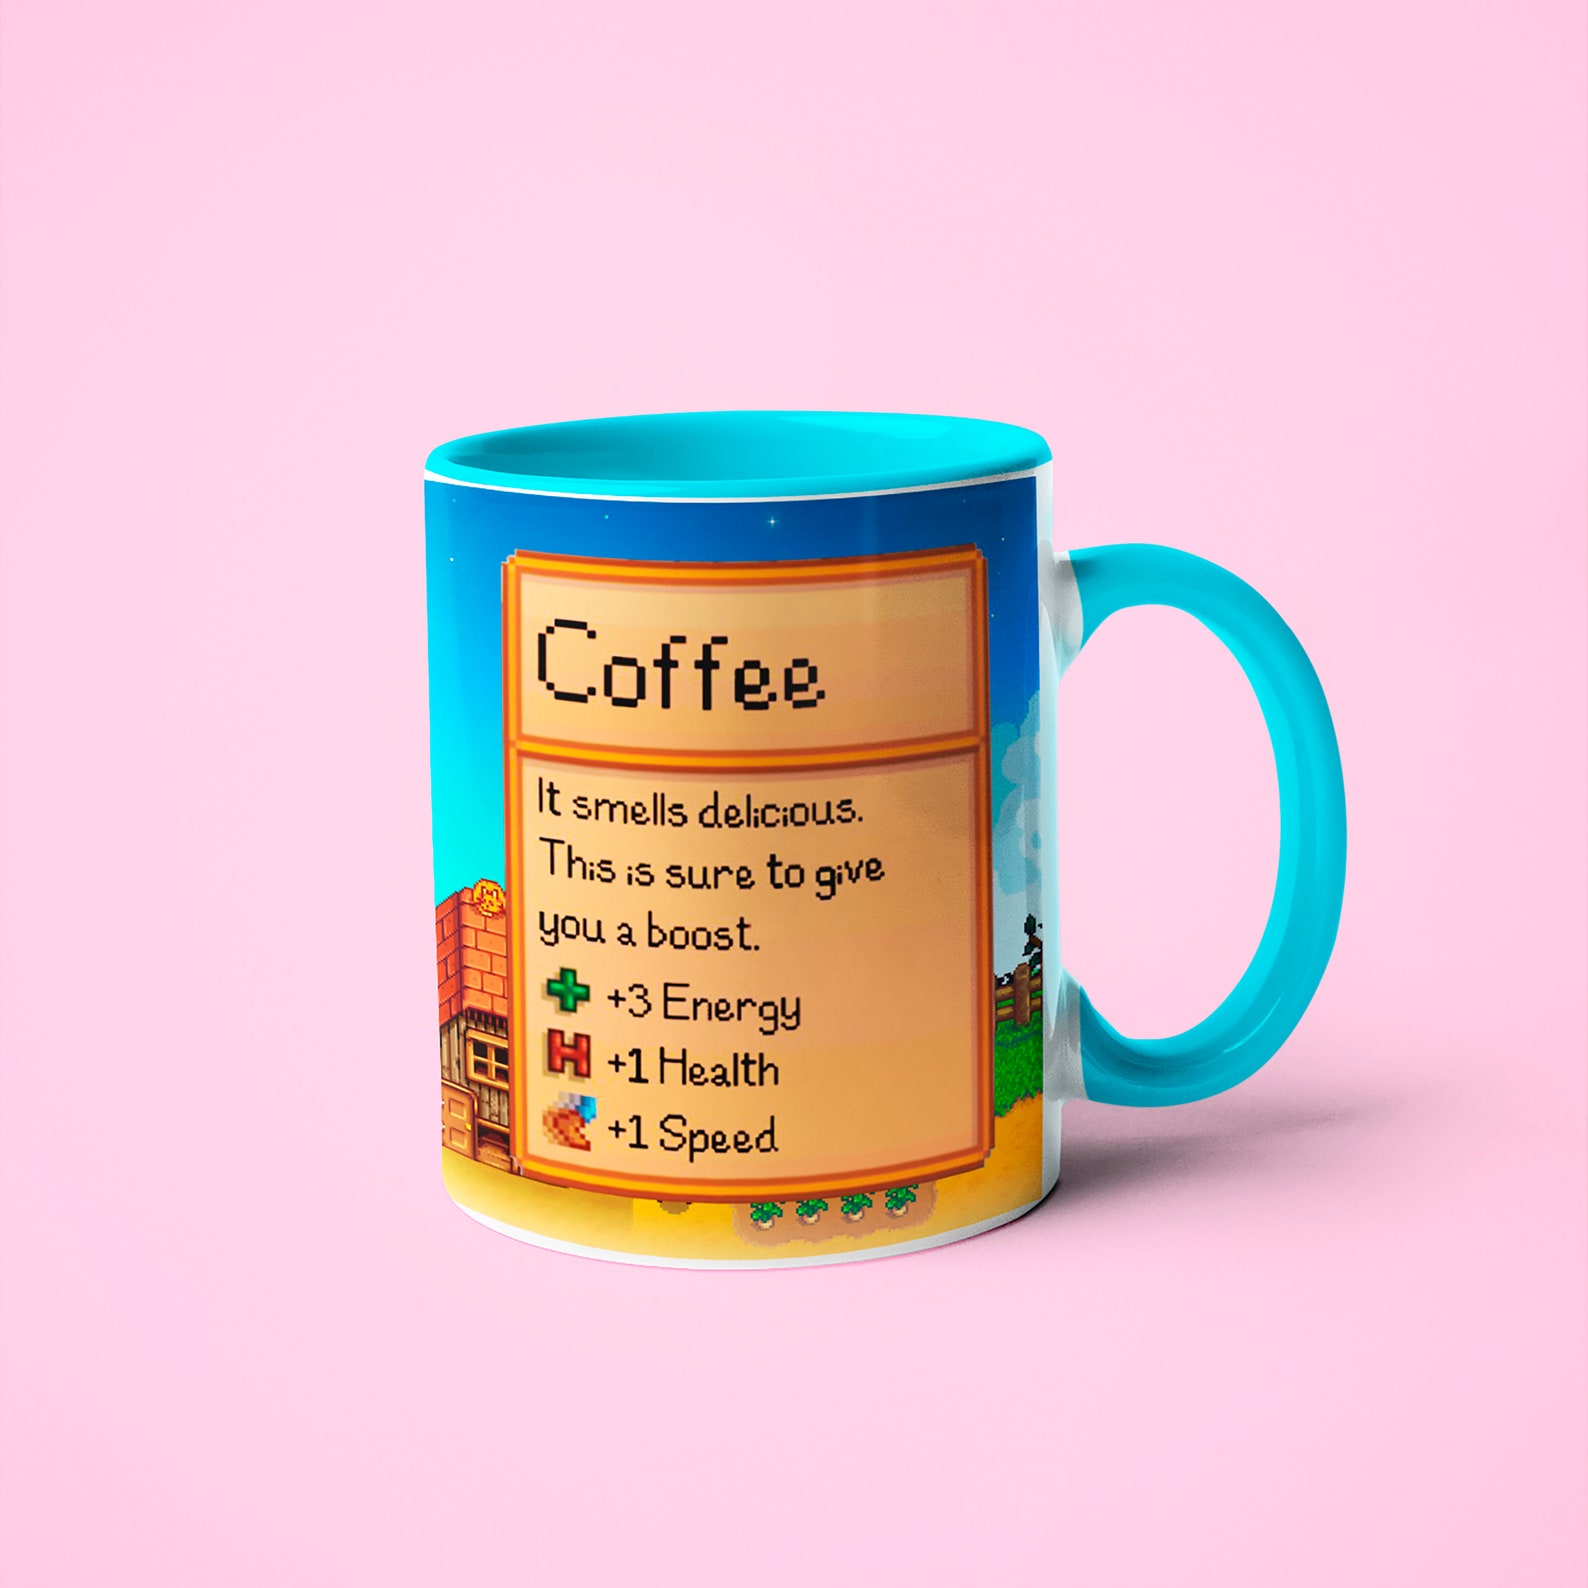 Coffee
It smells delicious.
This is sure to give
you a boost.
+3 Energy
+1 Health
+1 Speed